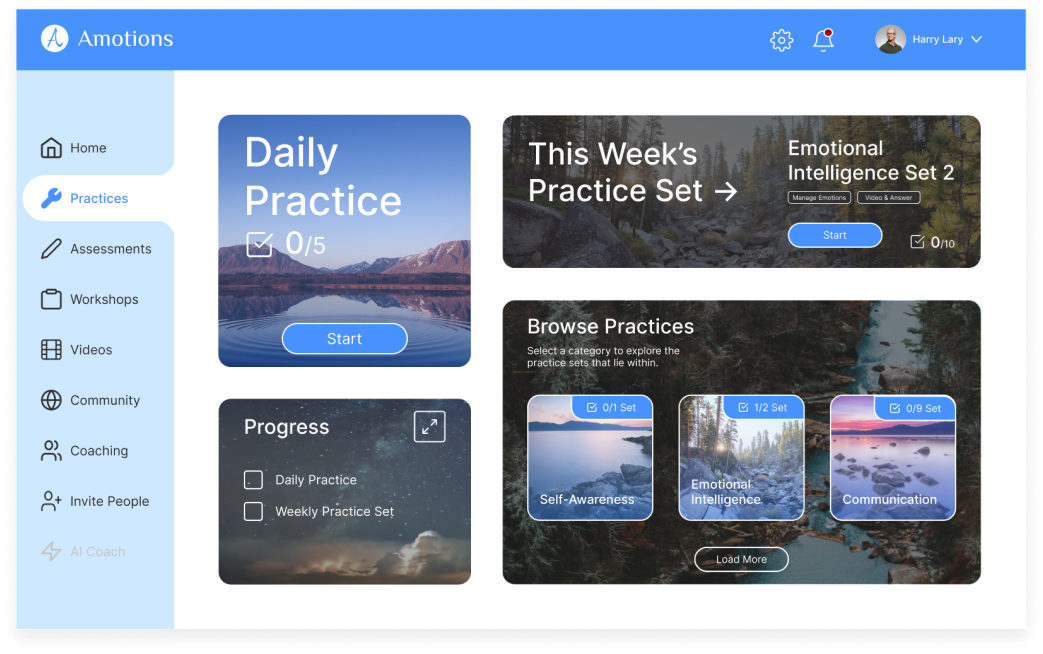 Amotions
Harry Lary
Home
Practices
Assessments
Workshops
Videos
Community
Coaching
Invite People
AI Coach
Daily
Practice
0/5
Start
This Week's
Practice Set →
Emotional
Intelligence Set 2
Manage Emotions
Video & Answer
Start
0/10
Progress
Daily Practice
Weekly Practice Set
Browse Practices
Select a category to explore the
practice sets that lie within.
0/1 Set
Self-Awareness
1/2 Set
Emotional
Intelligence
0/9 Set
Communication
Load More